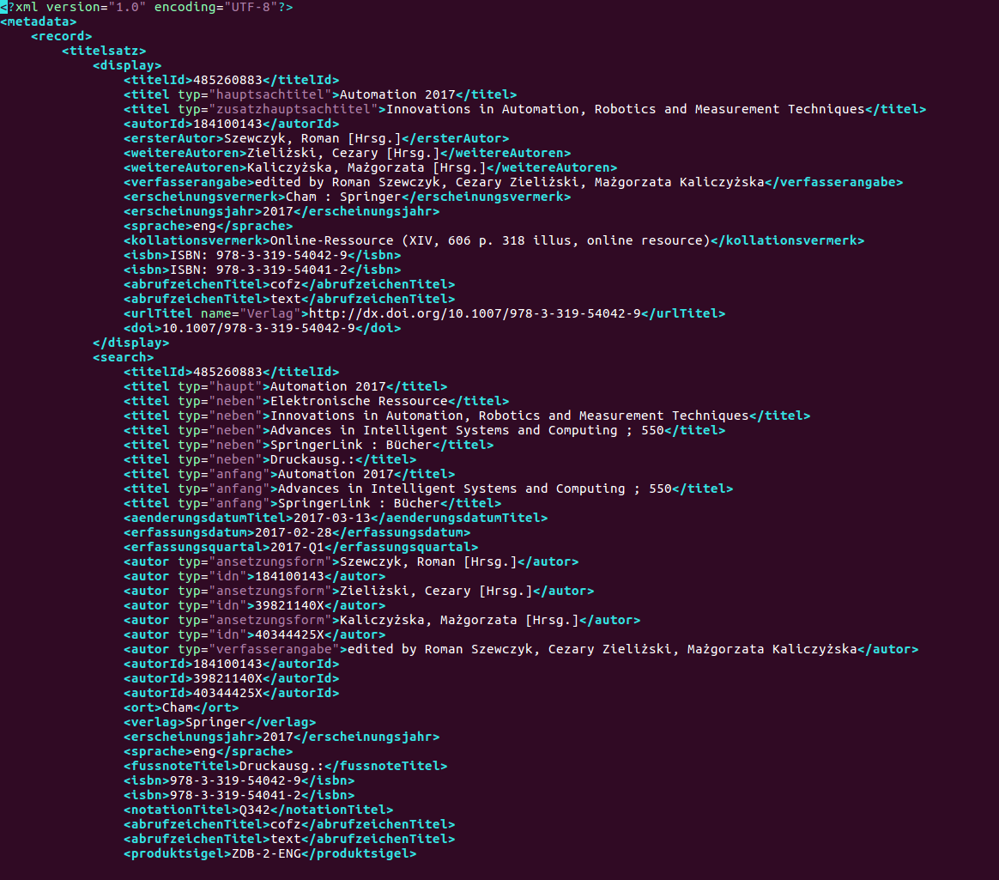 <?xml version="1.0" encoding="UTF-8"?>
<metadata>
<record>
<titelsatz>
<display>
<titelId>485260883</titelId>
<titel typ="hauptsachtitel">Automation 2017</titel>
<titel typ="zusatzhauptsachtitel">Innovations in Automation, Robotics and Measurement Techniques</titel>
<autorId>184100143</autorId>
<ersterAutor>Szewczyk, Roman [Hrsg.]</ersterAutor>
<weitereAutoren>Zieliżski, Cezary [Hrsg.]</weitereAutoren>
<weitereAutoren>Kaliczyżska, Mażgorzata [Hrsg.]</weitereAutoren>
<verfasserangabe>edited by Roman Szewczyk, Cezary Zieliżski, Mażgorzata Kaliczyżska</verfasserangabe>
<erscheinungsvermerk>Cham : Springer</erscheinungsvermerk>
<erscheinungsjahr>2017</erscheinungsjahr>
<sprache>eng</sprache>
<kollationsvermerk>Online-Ressource (XIV, 606 p. 318 illus, online resource)</kollationsvermerk>
<isbn>ISBN: 978-3-319-54042-9</isbn>
<isbn>ISBN: 978-3-319-54041-2</isbn>
<abrufzeichenTitel>cofz</abrufzeichenTitel>
<abrufzeichenTitel>text</abrufzeichenTitel>
<urlTitel name="Verlag">http://dx.doi.org/10.1007/978-3-319-54042-9</urlTitel>
<doi>10.1007/978-3-319-54042-9</doi>
</display>
<search>
<titelId>485260883</titelId>
<titel typ="haupt">Automation 2017</titel>
<titel typ="neben">Elektronische Ressource</titel>
<titel typ="neben">Innovations in Automation, Robotics and Measurement Techniques</titel>
<titel typ="neben">Advances in Intelligent Systems and Computing ; 550</titel>
<titel typ="neben">SpringerLink : Bücher</titel>
<titel typ="neben">Druckausg.:</titel>
<titel typ="anfang">Automation 2017</titel>
<titel typ="anfang">Advances in Intelligent Systems and Computing ; 550</titel>
<titel typ="anfang">SpringerLink : Bücher</titel>
<aenderungsdatumTitel>2017-03-13</aenderungsdatumTitel>
<erfassungsdatum>2017-02-28</erfassungsdatum>
<erfassungsquartal>2017-Q1</erfassungsquartal>
<autor typ="ansetzungsform">Szewczyk, Roman [Hrsg.]</autor>
<autor typ="idn">184100143</autor>
<autor typ="ansetzungsform">Zieliżski, Cezary [Hrsg.]</autor>
<autor typ="idn">39821140X</autor>
<autor typ="ansetzungsform">Kaliczyżska, Mażgorzata [Hrsg.]</autor>
<autor typ="idn">40344425X</autor>
<autor typ="verfasserangabe">edited by Roman Szewczyk, Cezary Zieliżski, Mażgorzata Kaliczyżska</autor>
<autorId>184100143</autorId>
<autorId>39821140X</autorId>
<autorId>40344425X</autorId>
<ort>Cham</ort>
<verlag>Springer</verlag>
<erscheinungsjahr>2017</erscheinungsjahr>
<sprache>eng</sprache>
<fussnoteTitel>Druckausg.:</fussnoteTitel>
<isbn>978-3-319-54042-9</isbn>
<isbn>978-3-319-54041-2</isbn>
<notationTitel>Q342</notationTitel>
<abrufzeichenTitel>cofz</abrufzeichenTitel>
<abrufzeichenTitel>text</abrufzeichenTitel>
<produktsigel>ZDB-2-ENG</produktsigel>